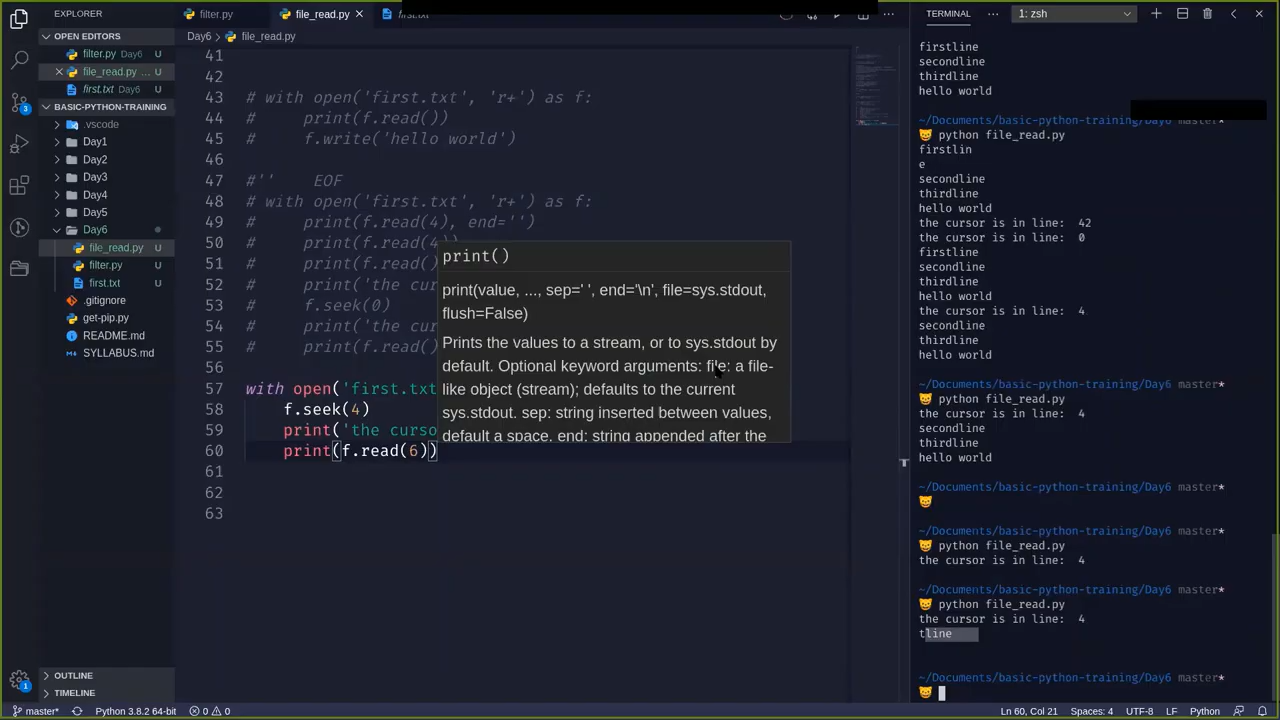 EXPLORER
OPEN EDITORS
filter.py Day6 U
file_read.py ... U
first.txt U
BASIC-PYTHON-TRAINING
.vscode
Day1
Day2
Day3
Day4
Day5
Day6
file_read.py U
filter.py U
first.txt U
.gitignore
get-pip.py
README.md
SYLLABUS.md
OUTLINE
TIMELINE
3
1
filter.py
file_read.py
first.txt
Day6 > file_read.py
41
42
43 # with open('first.txt', 'r+') as f:
44 #     print(f.read())
45 #     f.write('hello world')
46
47 #''    EOF
48 # with open('first.txt', 'r+') as f:
49 #     print(f.read(4), end='')
50 #     print(f.read(4))
51 #     print(f.read()
52 #     print('the cur
53 #     f.seek(0)
54 #     print('the cur
55 #     print(f.read()
56
57 with open('first.txt
58     f.seek(4)
59     print('the curso
60     print(f.read(6))
61
62
63
print()
print(value, ..., sep=' ', end='\n', file=sys.stdout,
flush=False)
Prints the values to a stream, or to sys.stdout by
default. Optional keyword arguments: file: a file-
like object (stream); defaults to the current
sys.stdout. sep: string inserted between values,
default a space. end: string appended after the
TERMINAL ... 1: zsh
firstline
secondline
thirdline
hello world
~/Documents/basic-python-training/Day6 master*
python file_read.py
firstlin
e
secondline
thirdline
hello world
the cursor is in line:  42
the cursor is in line:  0
firstline
secondline
thirdline
hello world
the cursor is in line:  4
secondline
thirdline
hello world
~/Documents/basic-python-training/Day6 master*
python file_read.py
the cursor is in line:  4
secondline
thirdline
hello world
~/Documents/basic-python-training/Day6 master*
~/Documents/basic-python-training/Day6 master*
python file_read.py
the cursor is in line:  4
~/Documents/basic-python-training/Day6 master*
python file_read.py
the cursor is in line:  4
tline
~/Documents/basic-python-training/Day6 master*
master* Python 3.8.2 64-bit 0 0 Ln 60, Col 21 Spaces: 4 UTF-8 LF Python